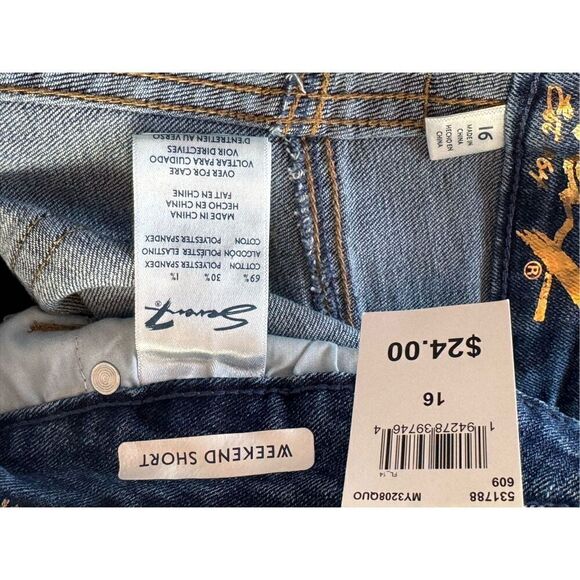 Seven7®
69% 30% 1%
COTTON POLYESTER SPANDEX
ALGODÓN POLIÉSTER ELASTINO
COTON POLYESTER SPANDEX
MADE IN CHINA
HECHO EN CHINA
FAIT EN CHINE
OVER FOR CARE
VOLTEAR PARA CUIDADO
VOIR DIRECTIVES
D'ENTRETIEN AU VERSO
16
MADE IN
CHINA
HECHO EN
CHINA
®
WEEKEND SHORT
531788 MY3208QUO
609
FL_14
1 94278 39746 4
16
$24.00